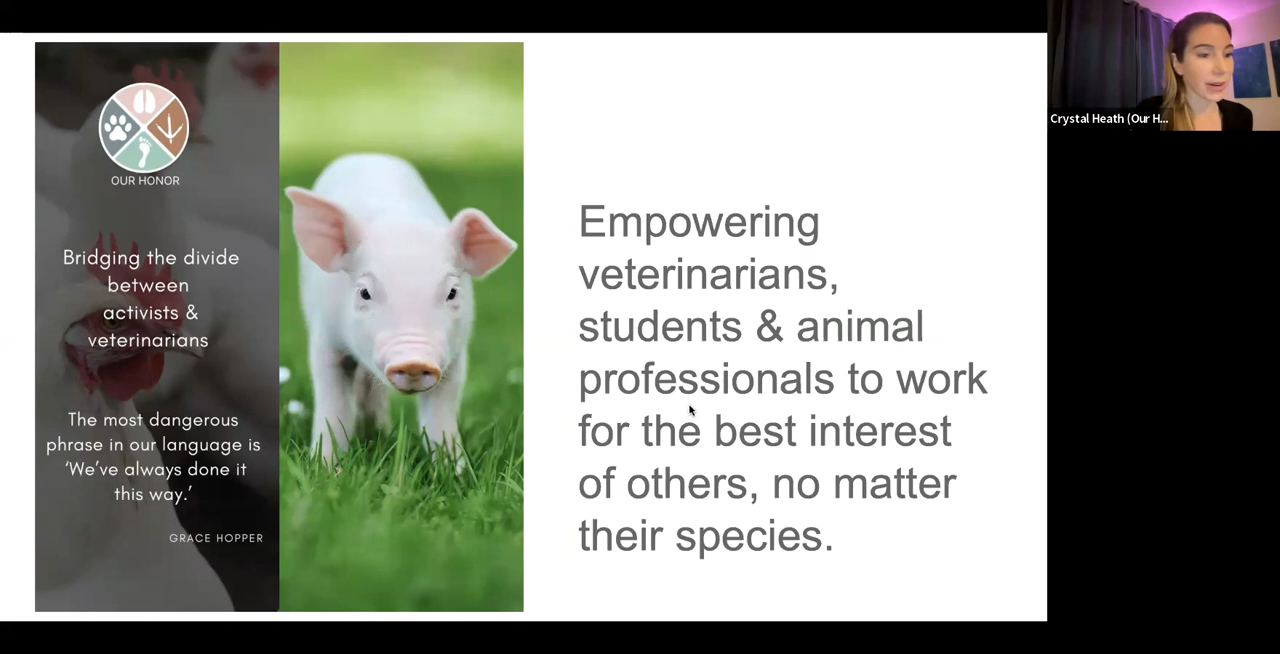 OUR HONOR
Bridging the divide
between
activists &
veterinarians
The most dangerous
phrase in our language is
‘We’ve always done it
this way.’
GRACE HOPPER
Empowering
veterinarians,
students & animal
professionals to work
for the best interest
of others, no matter
their species.
Crystal Heath (Our H...